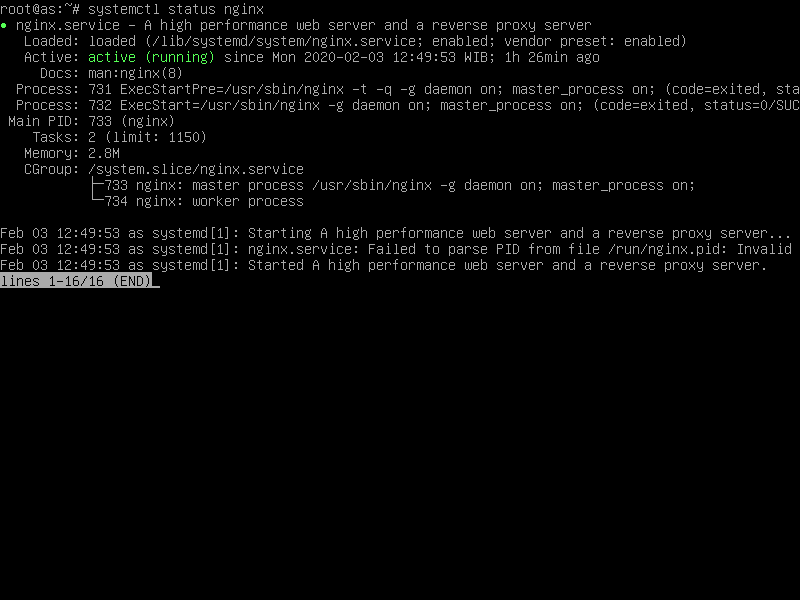 root@as:~# systemctl status nginx
● nginx.service - A high performance web server and a reverse proxy server
   Loaded: loaded (/lib/systemd/system/nginx.service; enabled; vendor preset: enabled)
   Active: active (running) since Mon 2020-02-03 12:49:53 WIB; 1h 26min ago
     Docs: man:nginx(8)
  Process: 731 ExecStartPre=/usr/sbin/nginx -t -q -g daemon on; master_process on; (code=exited, sta
  Process: 732 ExecStart=/usr/sbin/nginx -g daemon on; master_process on; (code=exited, status=0/SUC
 Main PID: 733 (nginx)
    Tasks: 2 (limit: 1150)
   Memory: 2.8M
   CGroup: /system.slice/nginx.service
           ├─733 nginx: master process /usr/sbin/nginx -g daemon on; master_process on;
           └─734 nginx: worker process

Feb 03 12:49:53 as systemd[1]: Starting A high performance web server and a reverse proxy server...
Feb 03 12:49:53 as systemd[1]: nginx.service: Failed to parse PID from file /run/nginx.pid: Invalid
Feb 03 12:49:53 as systemd[1]: Started A high performance web server and a reverse proxy server.
lines 1-16/16 (END)